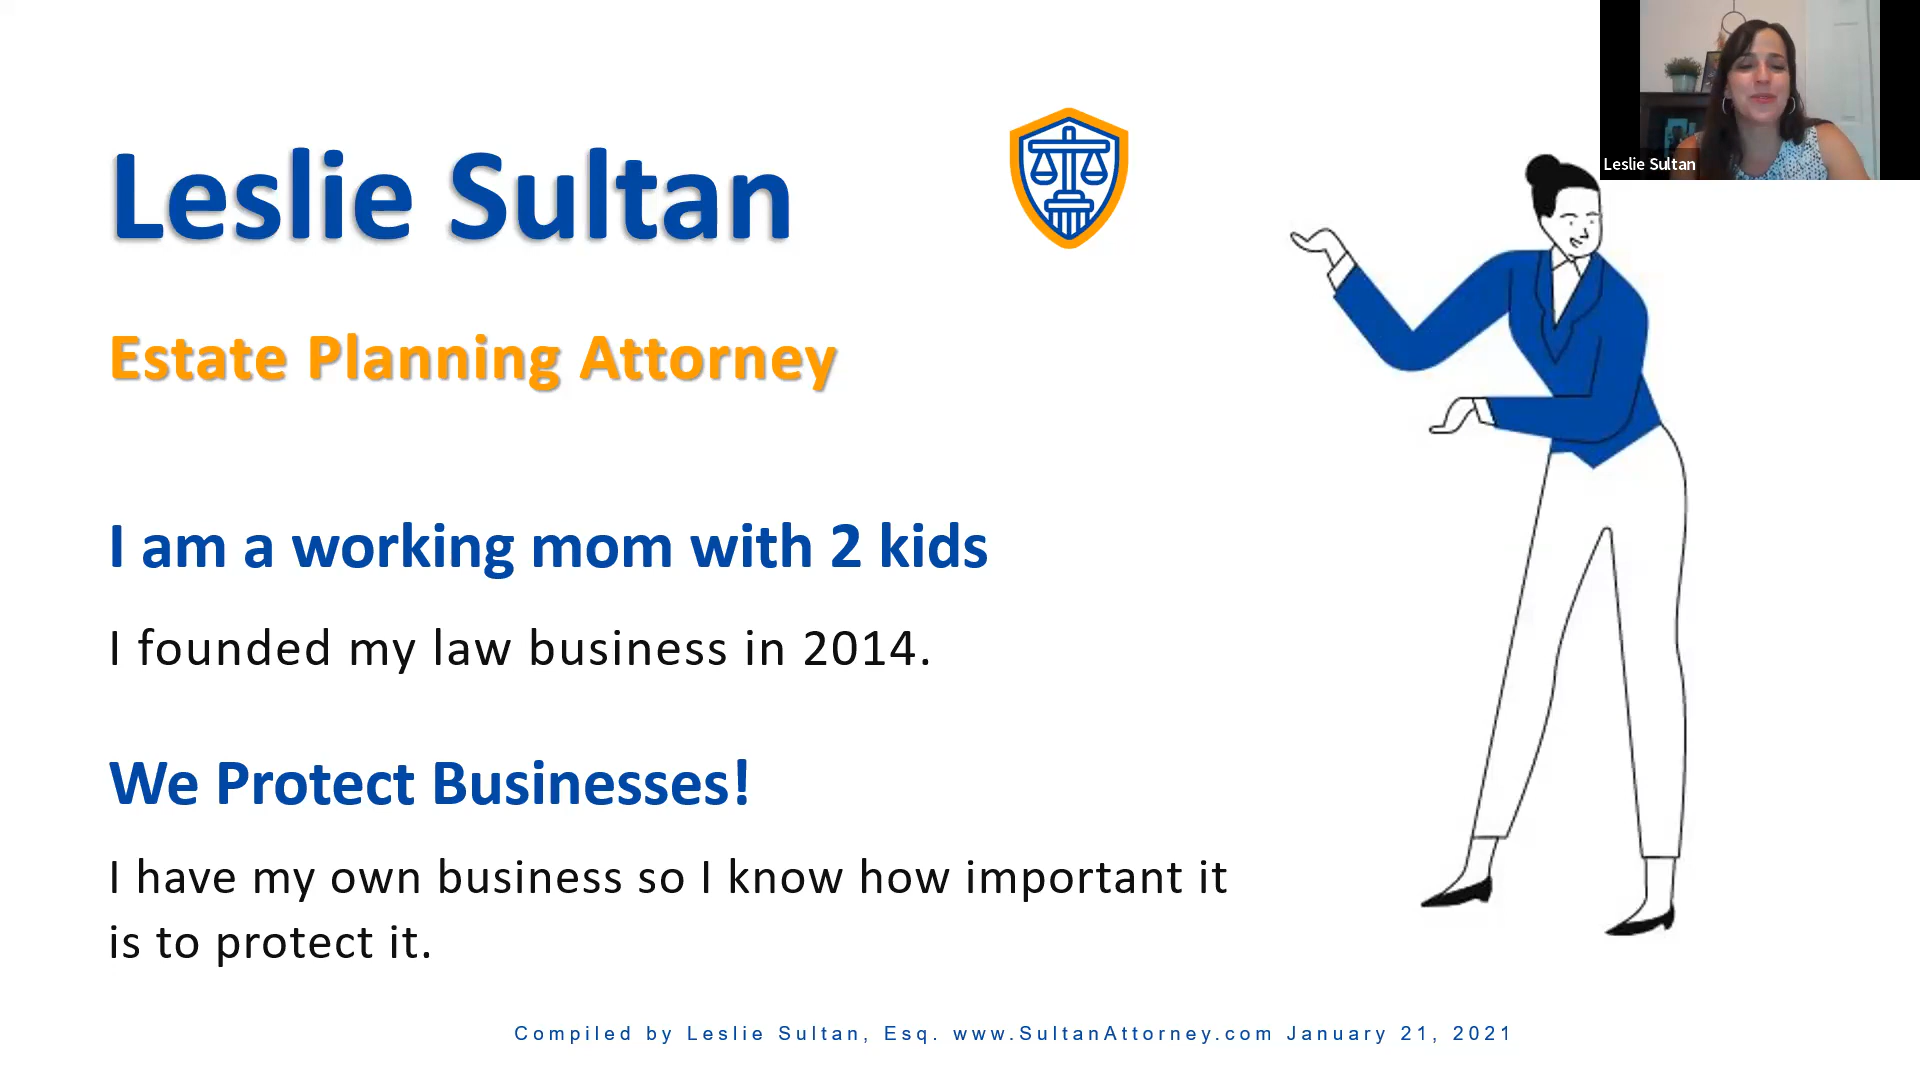 Leslie Sultan
Leslie Sultan
Estate Planning Attorney
I am a working mom with 2 kids
I founded my law business in 2014.
We Protect Businesses!
I have my own business so I know how important it
is to protect it.
Compiled by Leslie Sultan, Esq. www.SultanAttorney.com January 21, 2021